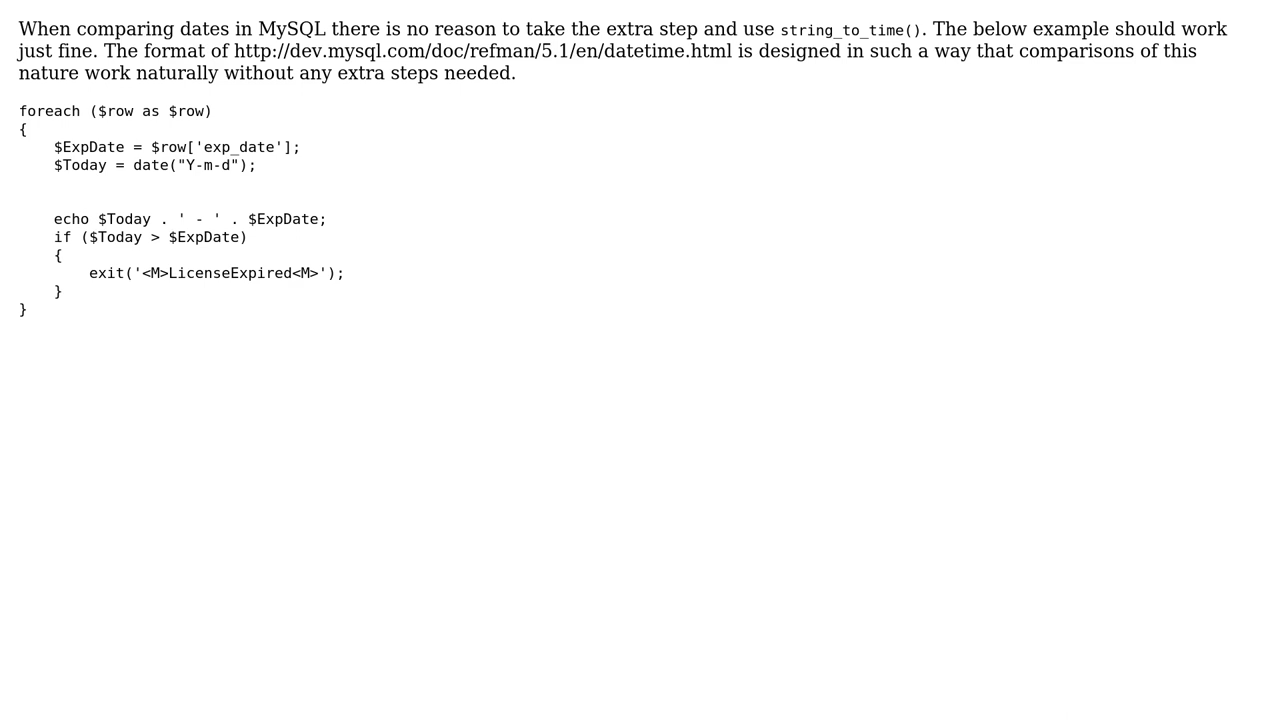 When comparing dates in MySQL there is no reason to take the extra step and use string_to_time(). The below example should work
just fine. The format of http://dev.mysql.com/doc/refman/5.1/en/datetime.html is designed in such a way that comparisons of this
nature work naturally without any extra steps needed.
foreach ($row as $row)
{
    $ExpDate = $row['exp_date'];
    $Today = date("Y-m-d");
    echo $Today . ' - ' . $ExpDate;
    if ($Today > $ExpDate)
    {
        exit('<M>LicenseExpired<M>');
    }
}